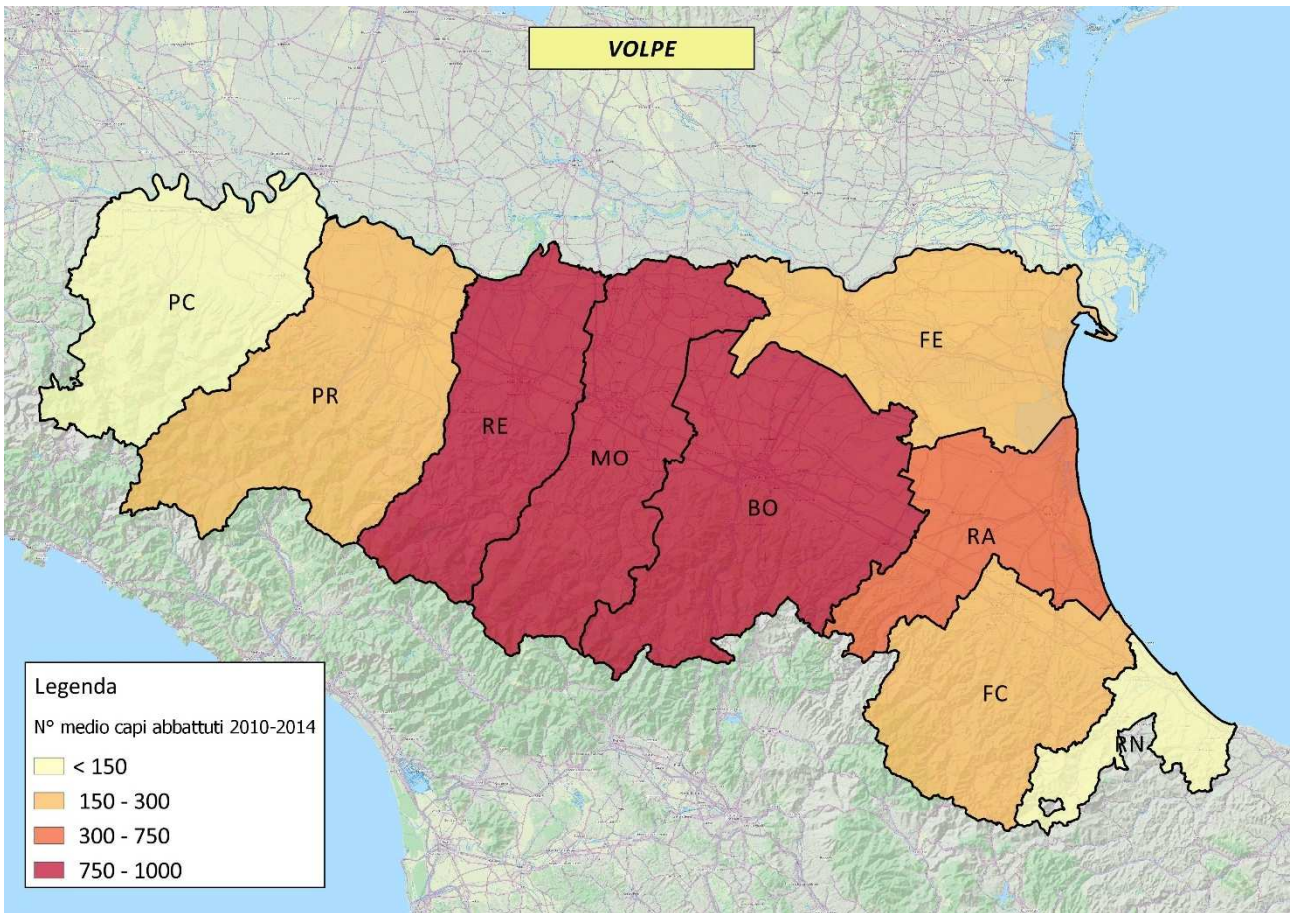 VOLPE
PC
PR
RE
MO
BO
FE
RA
FC
RN
Legenda
N° medio capi abbattuti 2010-2014
< 150
150 - 300
300 - 750
750 - 1000